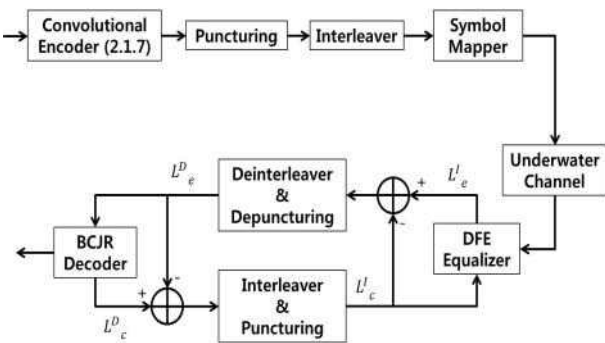 Convolutional
Encoder (2.1.7)
Puncturing
Interleaver
Symbol
Mapper
Underwater
Channel
L^D_e
Deinterleaver
&
Depuncturing
+
L^I_e
-
BCJR
Decoder
DFE
Equalizer
-
+
L^D_c
Interleaver
&
Puncturing
L^I_c